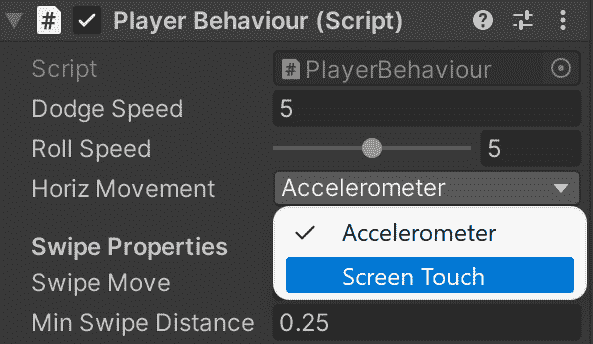 # Player Behaviour (Script)
Script # PlayerBehaviour
Dodge Speed 5
Roll Speed 5
Horiz Movement Accelerometer
✓ Accelerometer
Swipe Properties
Screen Touch
Swipe Move
Min Swipe Distance 0.25